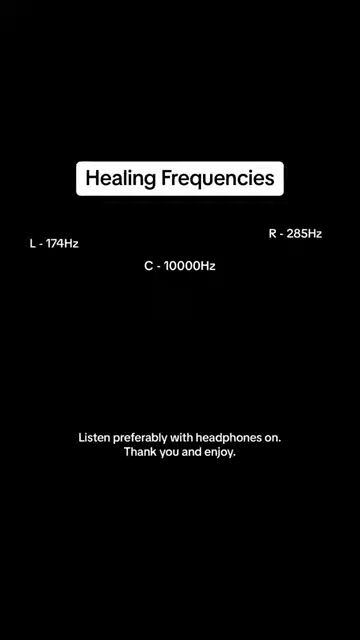 Healing Frequencies
L - 174Hz
R - 285Hz
C - 10000Hz
Listen preferably with headphones on.
Thank you and enjoy.